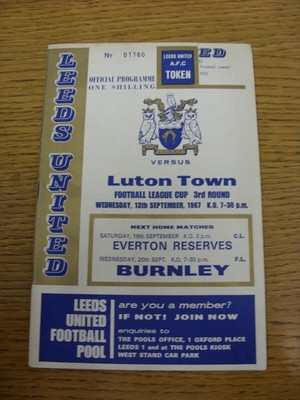 Nº 01180
LEEDS UNITED
A.F.C
TOKEN
OFFICIAL PROGRAMME
ONE SHILLING
LEEDS UNITED
VERSUS
Luton Town
FOOTBALL LEAGUE CUP 3rd ROUND
WEDNESDAY, 13th SEPTEMBER, 1967 K.O. 7-30 p.m.
NEXT HOME MATCHES
SATURDAY, 16th SEPTEMBER K.O. 3 p.m. C.L.
EVERTON RESERVES
WEDNESDAY, 20th SEPT. K.O. 7-30 p.m. F.L.
BURNLEY
LEEDS
UNITED
FOOTBALL
POOL
are you a member?
IF NOT! JOIN NOW
enquiries to
THE POOLS OFFICE, 1 OXFORD PLACE
LEEDS 1 and at THE POOLS KIOSK
WEST STAND CAR PARK